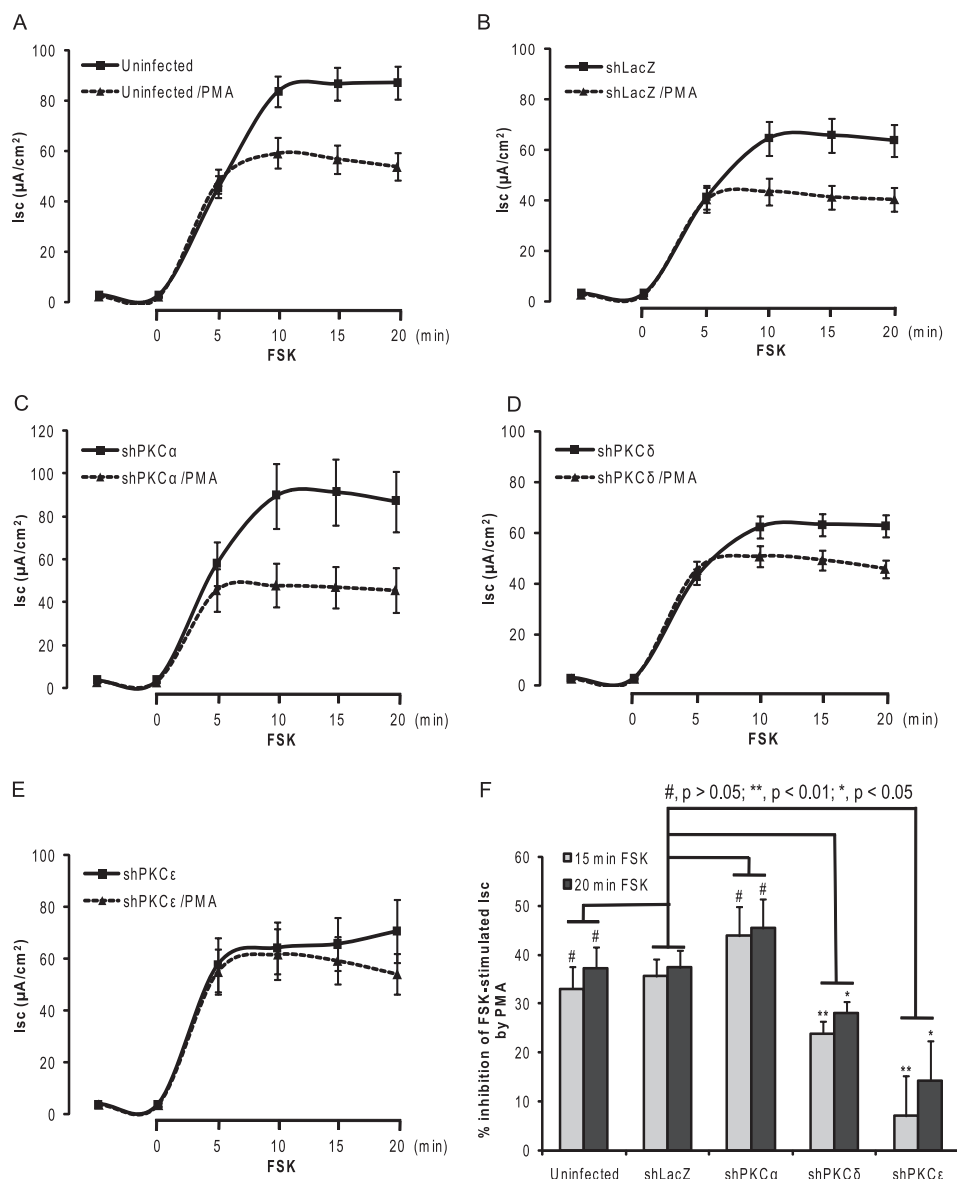 A
Uninfected
Uninfected /PMA
Isc (µA/cm²)
100
80
60
40
20
0
0 5 10 15 20 (min)
FSK
B
shLacZ
shLacZ /PMA
Isc (µA/cm²)
100
80
60
40
20
0
0 5 10 15 20 (min)
FSK
C
shPKCα
shPKCα /PMA
Isc (µA/cm²)
120
100
80
60
40
20
0
0 5 10 15 20 (min)
FSK
D
shPKCδ
shPKCδ /PMA
Isc (µA/cm²)
100
80
60
40
20
0
0 5 10 15 20 (min)
FSK
E
shPKCε
shPKCε /PMA
Isc (µA/cm²)
100
80
60
40
20
0
0 5 10 15 20 (min)
FSK
F
#, p > 0.05; **, p < 0.01; *, p < 0.05
15 min FSK
20 min FSK
% inhibition of FSK-stimulated Isc
by PMA
60
50
40
30
20
10
0
# # # # ** * ** *
Uninfected shLacZ shPKCα shPKCδ shPKCε